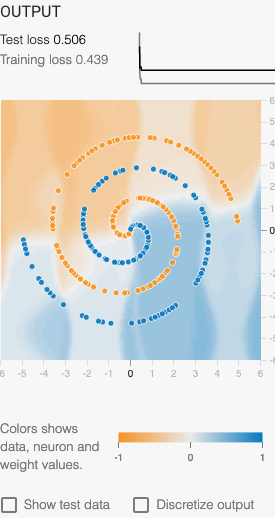 OUTPUT
Test loss 0.506
Training loss 0.439
6
5
4
3
2
1
0
-1
-2
-3
-4
-5
-6
6 -5 -4 -3 -2 -1 0 1 2 3 4 5 6
Colors shows
data, neuron and
weight values.
-1 0 1
Show test data Discretize output